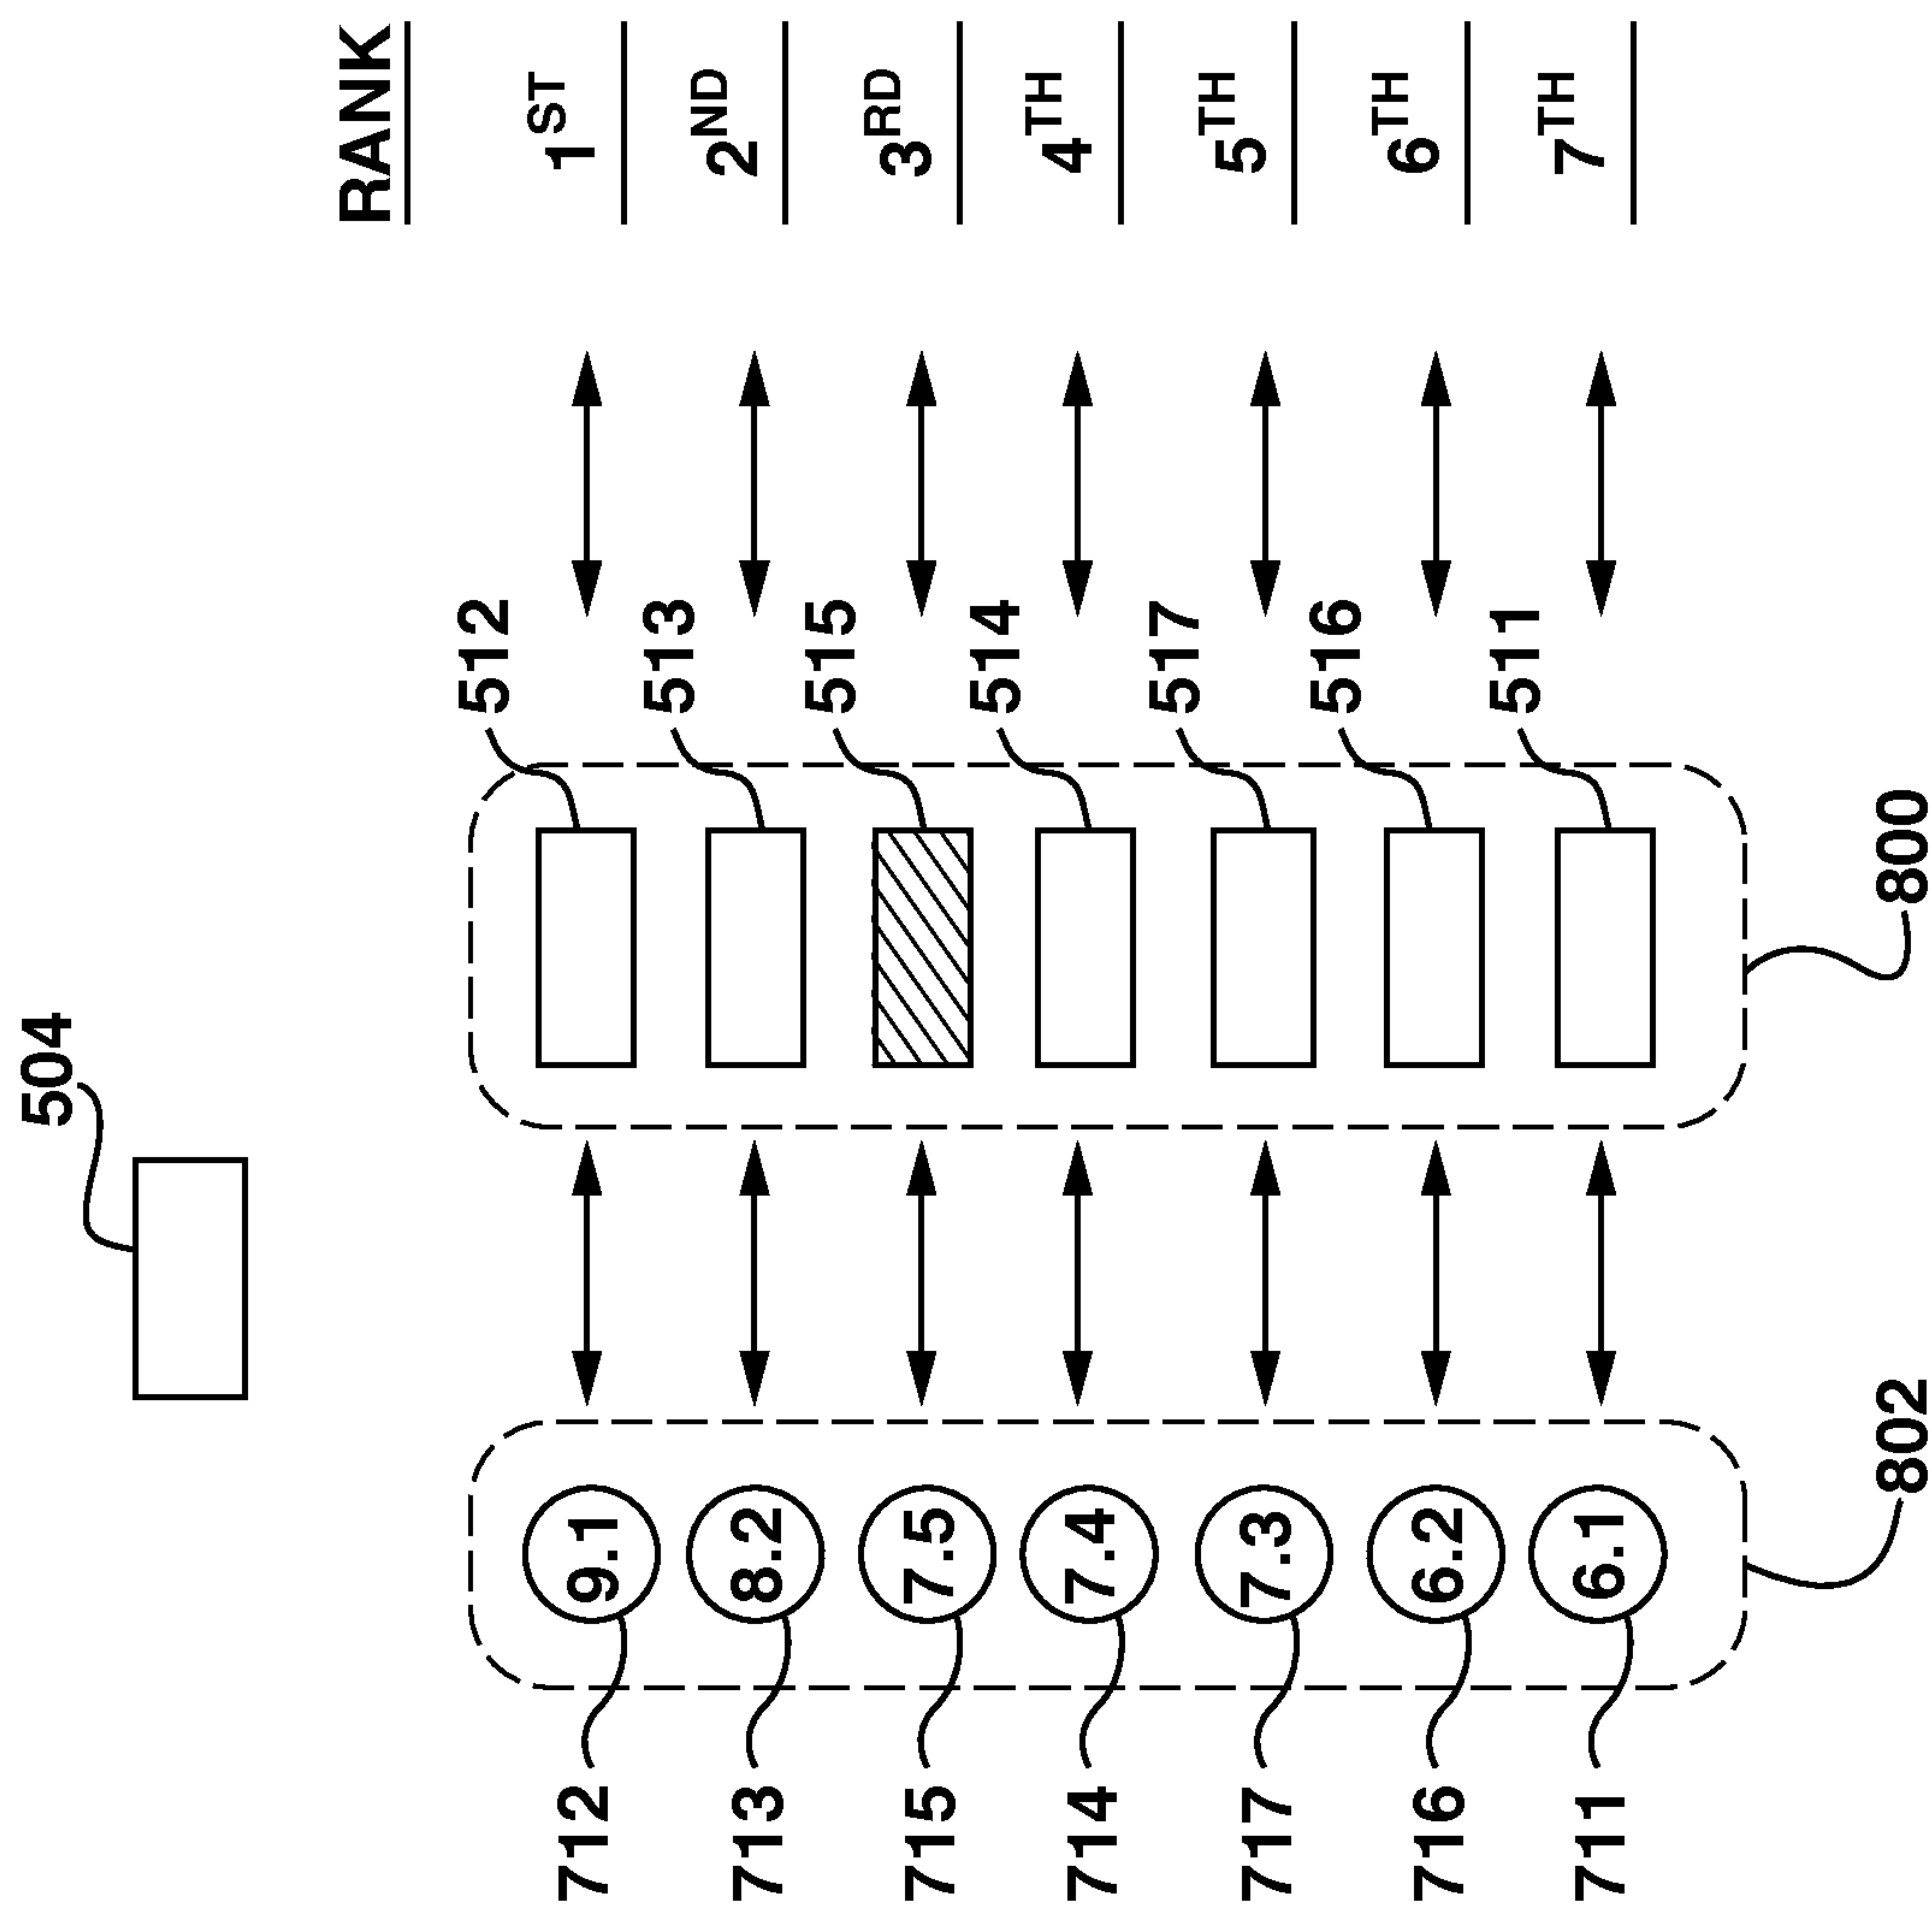 504
RANK
712 9.1 512 1ST
713 8.2 513 2ND
715 7.5 515 3RD
714 7.4 514 4TH
717 7.3 517 5TH
716 6.2 516 6TH
711 6.1 511 7TH
802 800